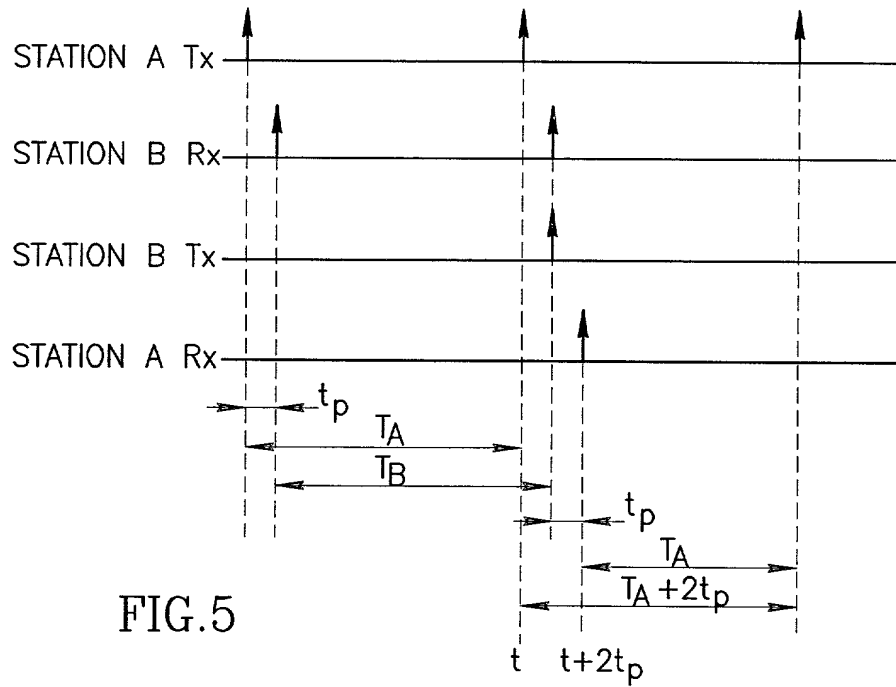 STATION A Tx
STATION B Rx
STATION B Tx
STATION A Rx
tp
TA
TB
tp
TA
TA+2tp
FIG.5
t t+2tp